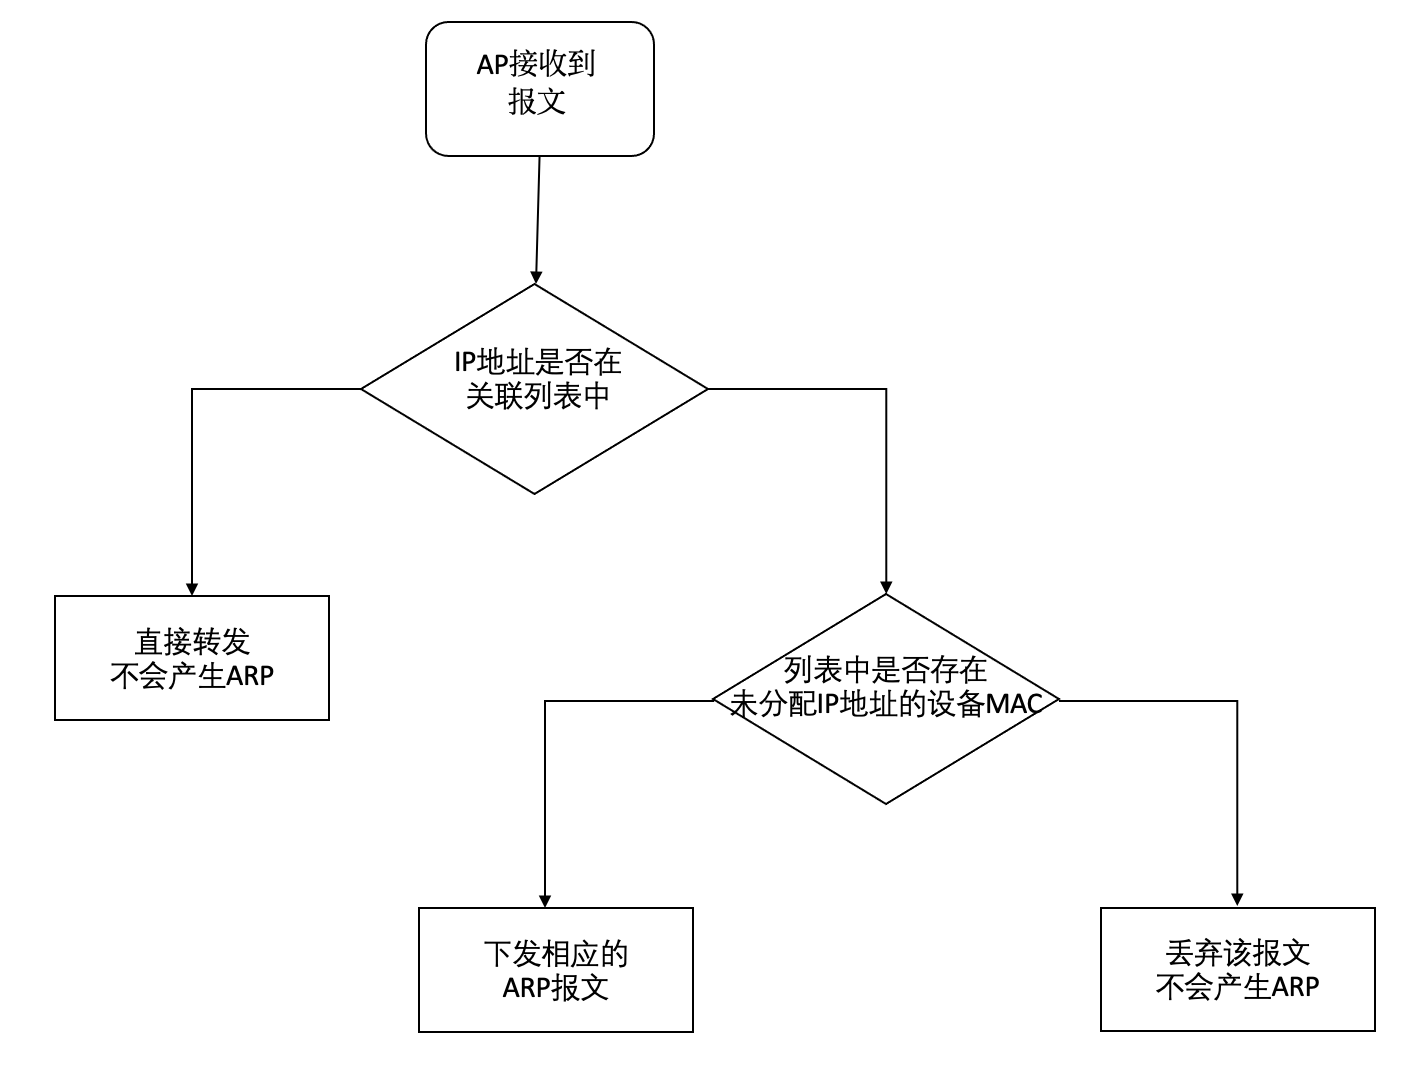 AP接收到
报文
IP地址是否在
关联列表中
直接转发
不会产生ARP
列表中是否存在
未分配IP地址的设备MAC
下发相应的
ARP报文
丢弃该报文
不会产生ARP